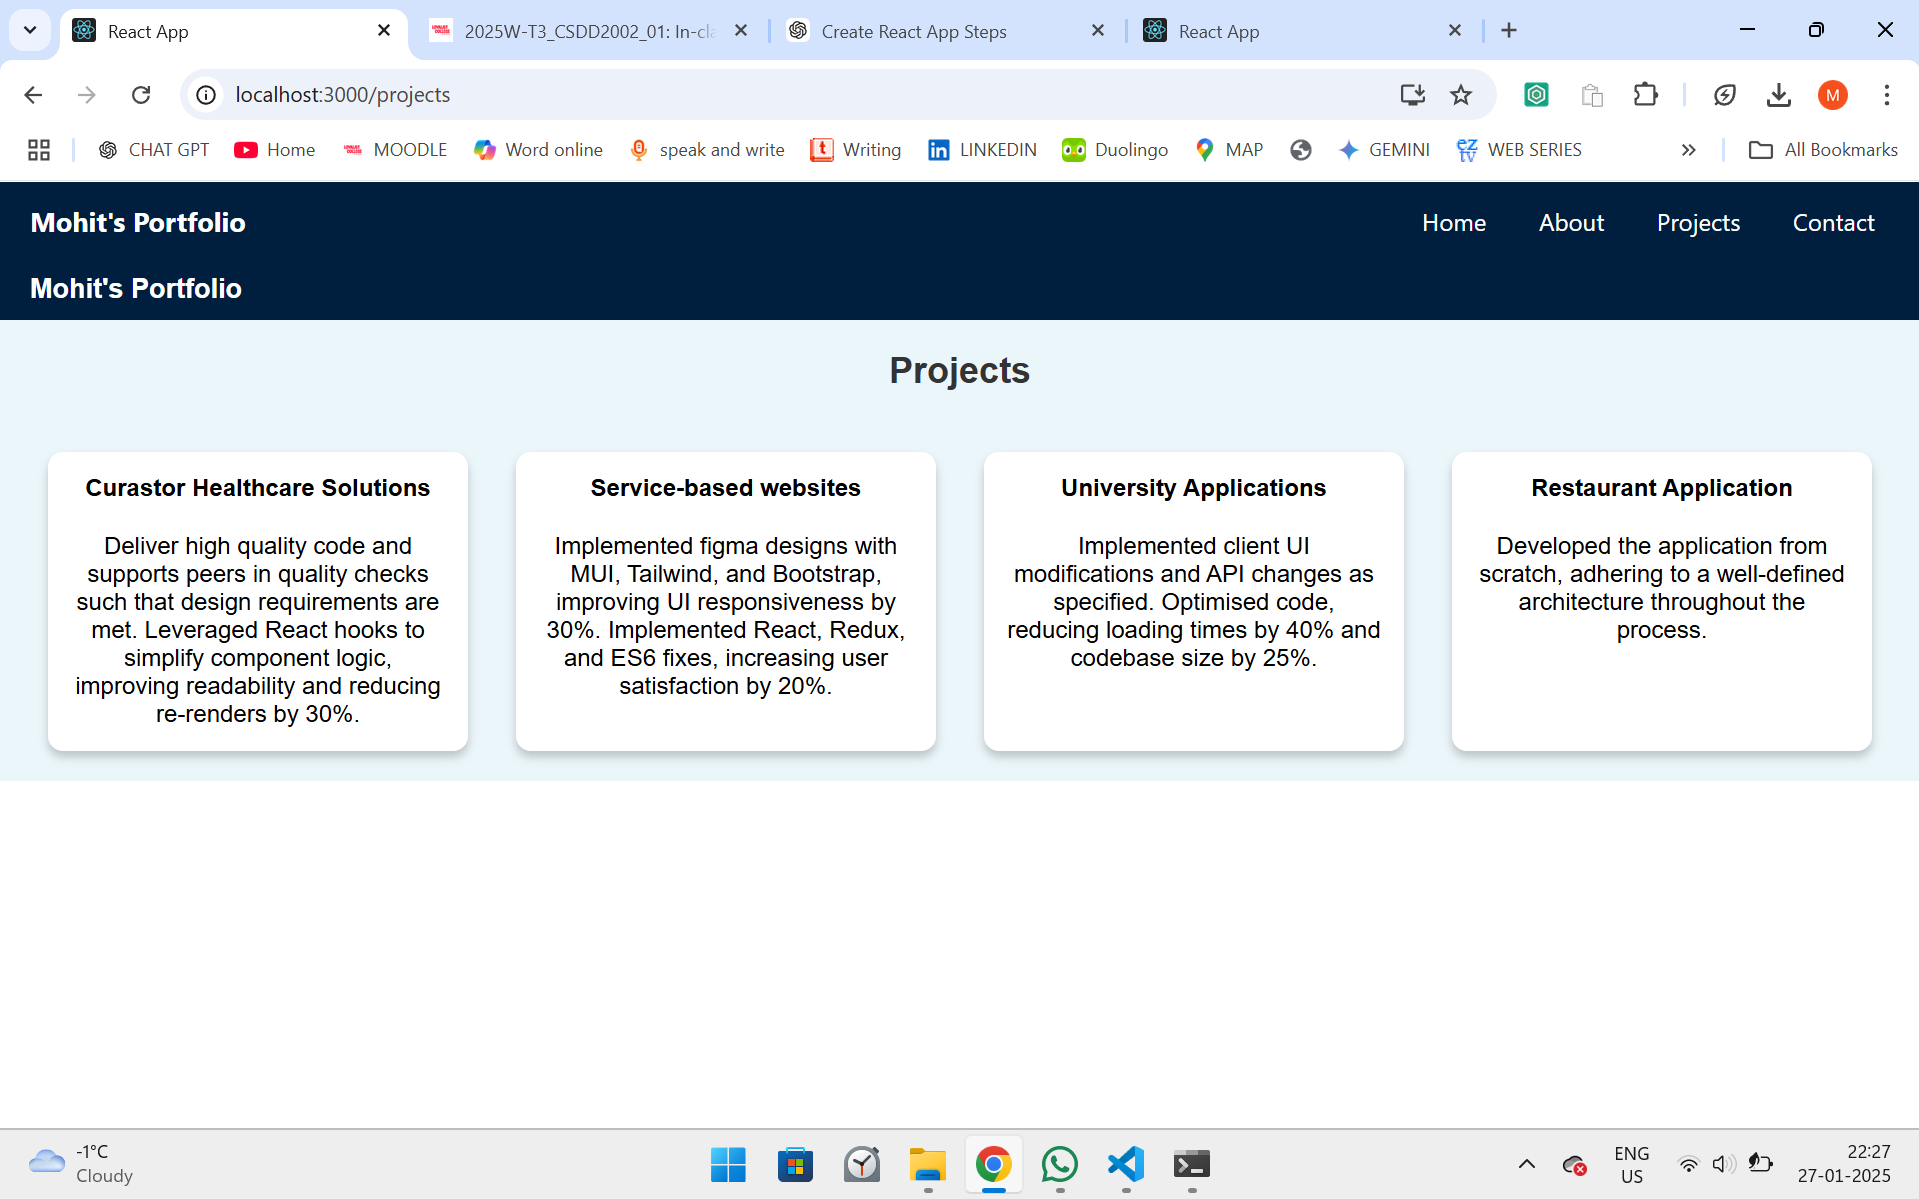 React App
2025W-T3_CSDD2002_01: In-cla
Create React App Steps
React App
localhost:3000/projects
M
CHAT GPT
Home
MOODLE
Word online
speak and write
Writing
LINKEDIN
Duolingo
MAP
GEMINI
WEB SERIES
All Bookmarks
Mohit's Portfolio
Home
About
Projects
Contact
Mohit's Portfolio
Projects
Curastor Healthcare Solutions
Deliver high quality code and
supports peers in quality checks
such that design requirements are
met. Leveraged React hooks to
simplify component logic,
improving readability and reducing
re-renders by 30%.
Service-based websites
Implemented figma designs with
MUI, Tailwind, and Bootstrap,
improving UI responsiveness by
30%. Implemented React, Redux,
and ES6 fixes, increasing user
satisfaction by 20%.
University Applications
Implemented client UI
modifications and API changes as
specified. Optimised code,
reducing loading times by 40% and
codebase size by 25%.
Restaurant Application
Developed the application from
scratch, adhering to a well-defined
architecture throughout the
process.
-1°C
Cloudy
ENG
US
22:27
27-01-2025